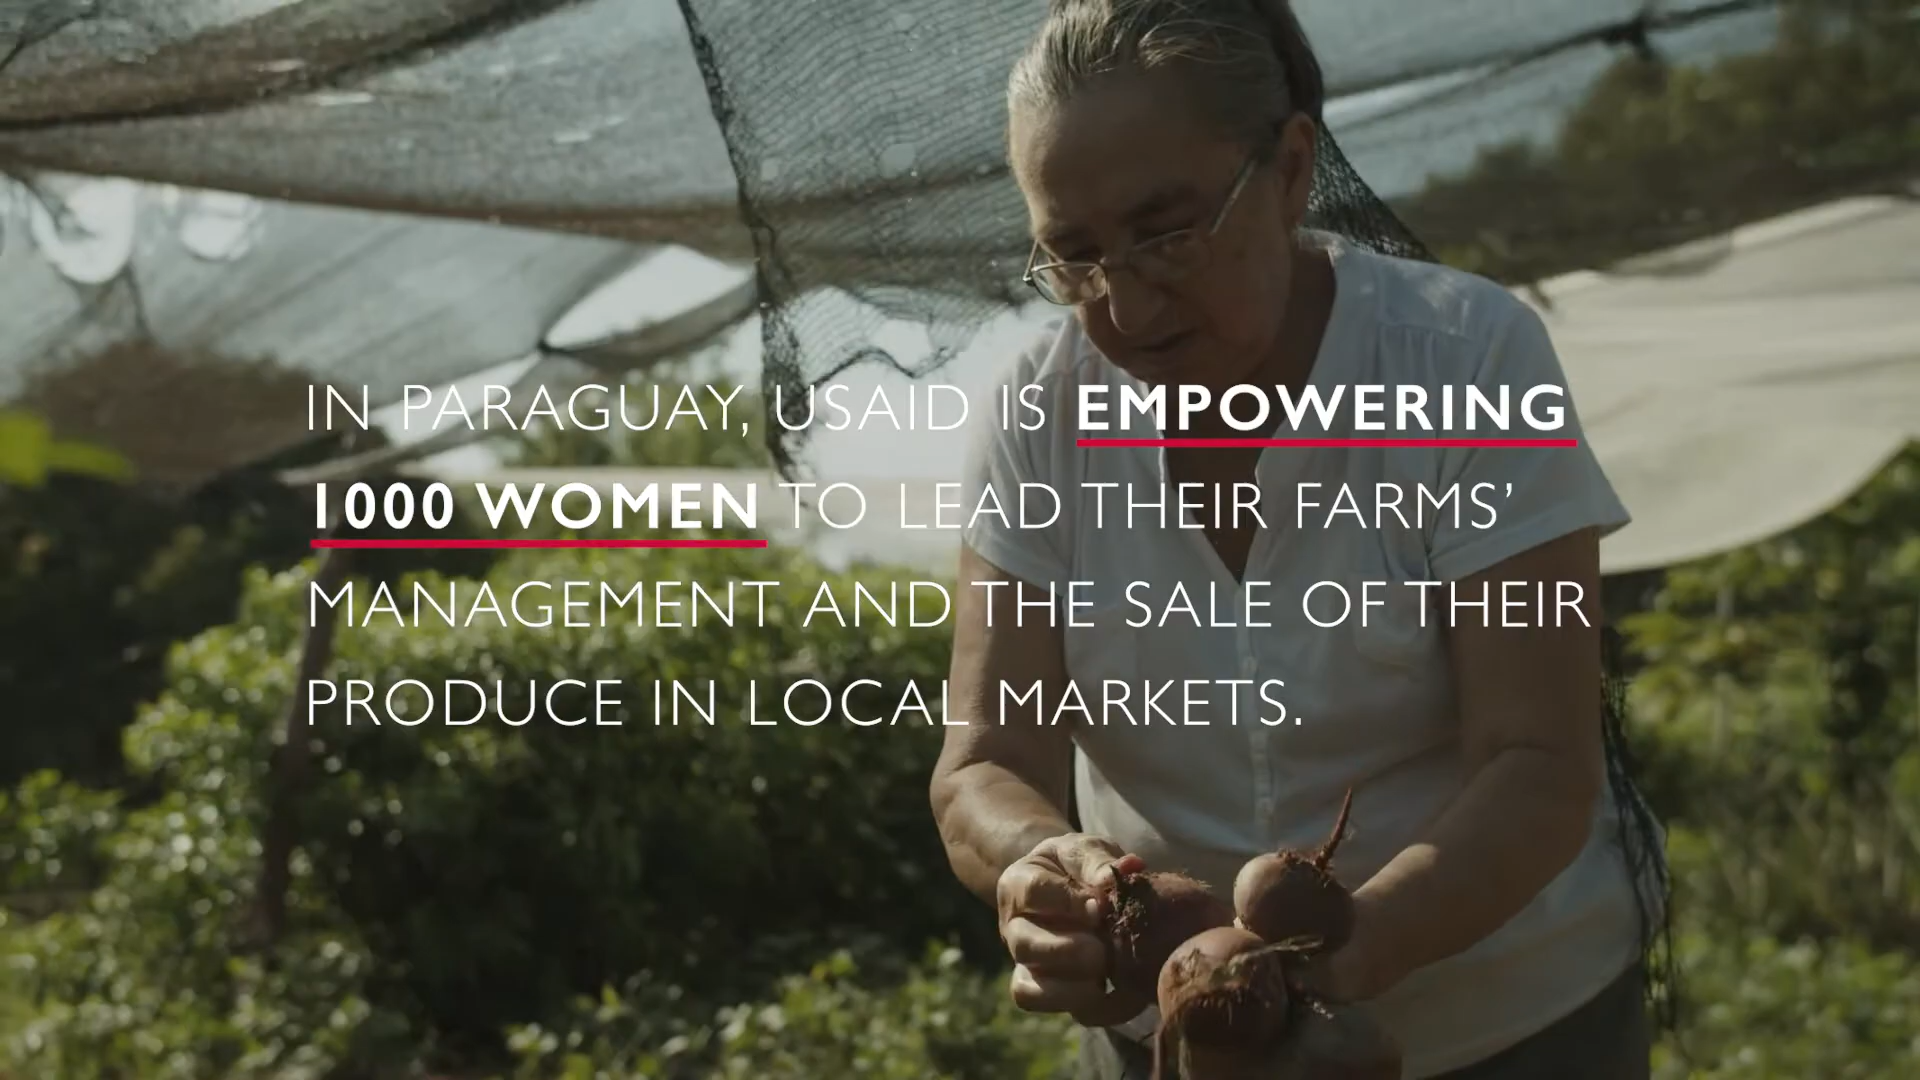 IN PARAGUAY, USAID IS EMPOWERING
1000 WOMEN TO LEAD THEIR FARMS’
MANAGEMENT AND THE SALE OF THEIR
PRODUCE IN LOCAL MARKETS.